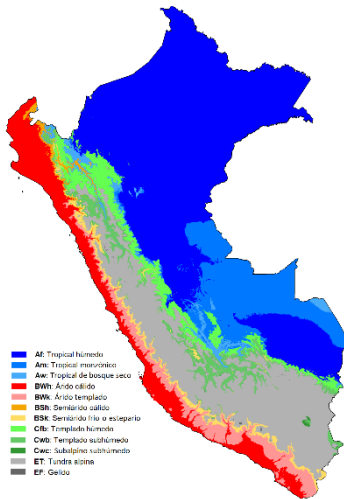 Af: Tropical húmedo
Am: Tropical monzónico
Aw: Tropical de bosque seco
BWh: Árido cálido
BWk: Árido templado
BSh: Semiárido cálido
BSk: Semiárido frío o estepario
Cfb: Templado húmedo
Cwb: Templado subhúmedo
Cwc: Subalpino subhúmedo
ET: Tundra alpina
EF: Gélido